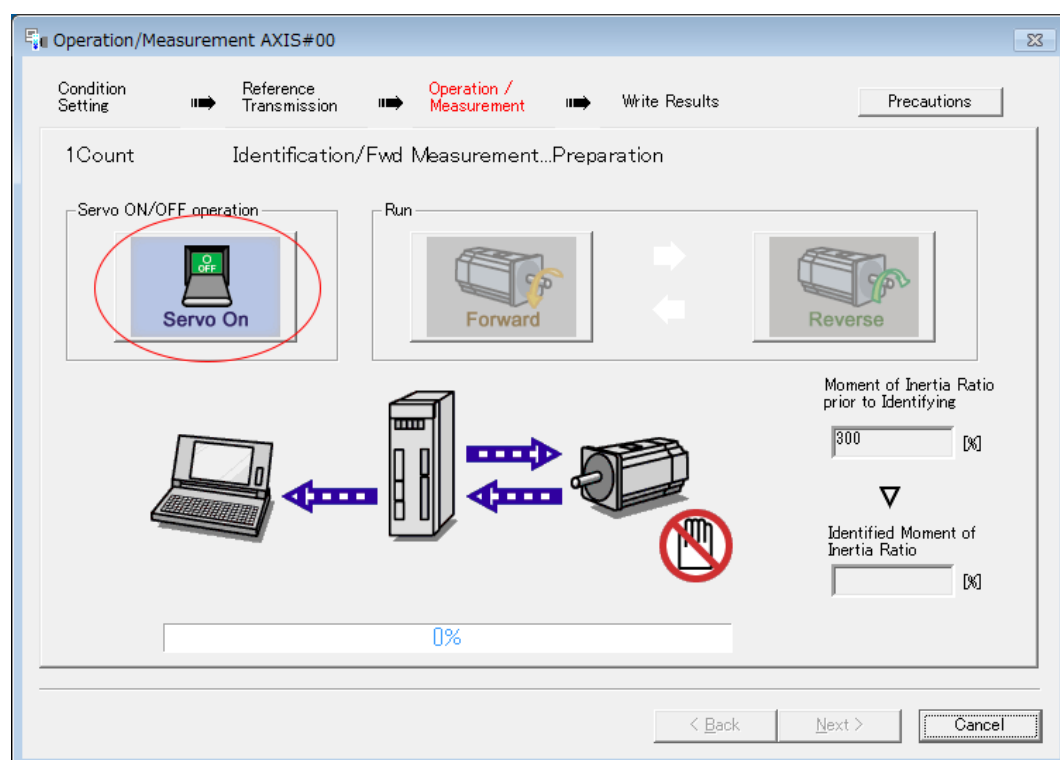 Operation/Measurement AXIS#00
Condition
Setting
Reference
Transmission
Operation /
Measurement
Write Results
Precautions
1Count Identification/Fwd Measurement...Preparation
Servo ON/OFF operation
Run
O
OFF
Servo On
Forward
Reverse
Moment of Inertia Ratio
prior to Identifying
300 [%]
Identified Moment of
Inertia Ratio
[%]
0%
< Back
Next >
Cancel